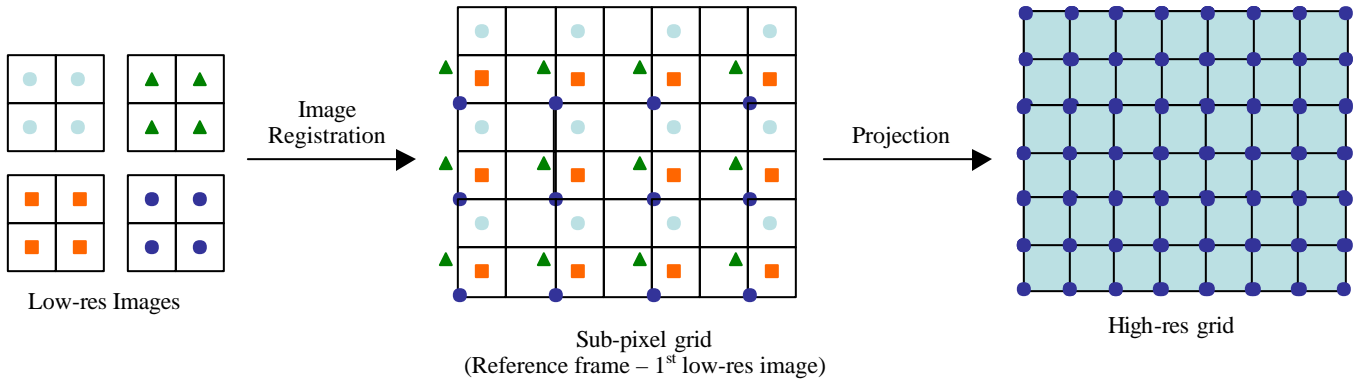 Low-res Images
Image
Registration
Sub-pixel grid
(Reference frame – 1st low-res image)
Projection
High-res grid